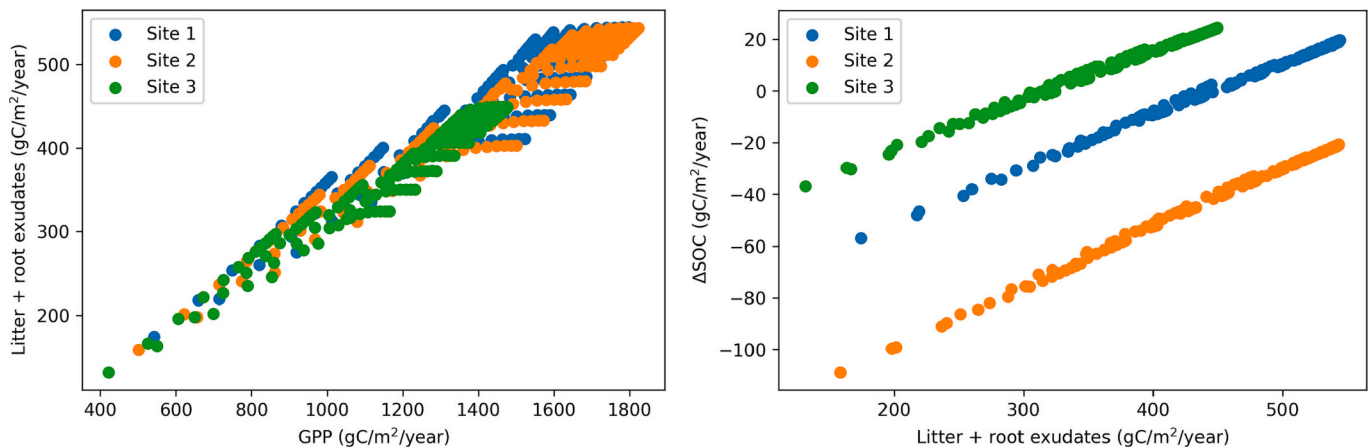 Site 1
Site 2
Site 3
500
400
300
200
400 600 800 1000 1200 1400 1600 1800
GPP (gC/m²/year)
Litter + root exudates (gC/m²/year)
Site 1
Site 2
Site 3
20
0
−20
−40
−60
−80
−100
200 300 400 500
Litter + root exudates (gC/m²/year)
ΔSOC (gC/m²/year)